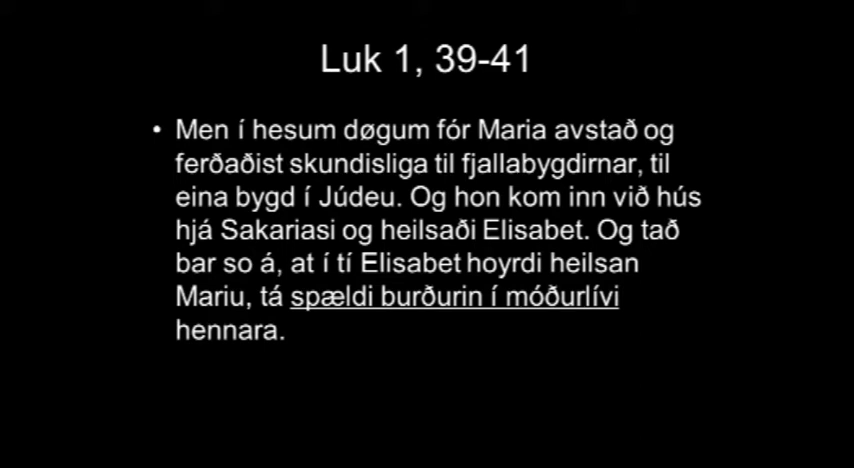 Luk 1, 39-41
• Men í hesum døgum fór Maria avstað og
ferðaðist skundisliga til fjallabygdirnar, til
eina bygd í Júdeu. Og hon kom inn við hús
hjá Sakariasi og heilsaði Elisabet. Og tað
bar so á, at í tí Elisabet hoyrdi heilsan
Mariu, tá spældi burðurin í móðurlívi
hennara.